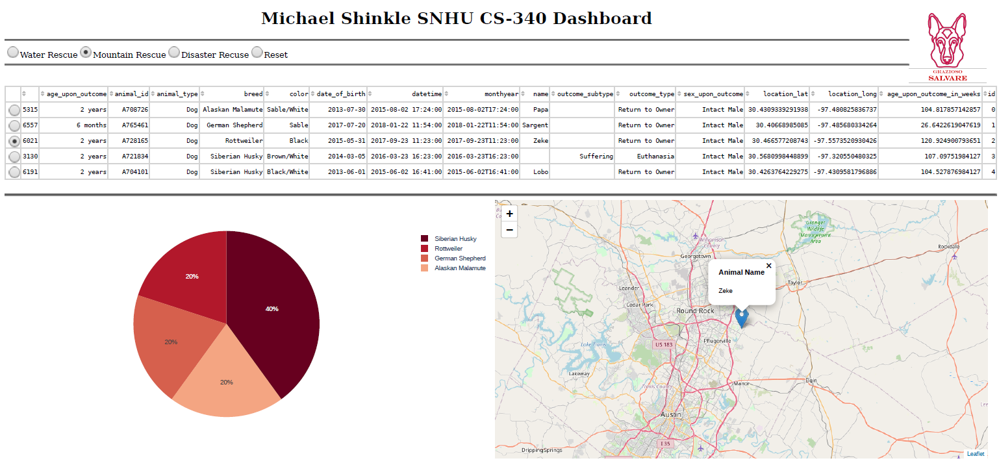 Michael Shinkle SNHU CS-340 Dashboard
GRAZIOSO
SALVARE
Water Rescue Mountain Rescue Disaster Recuse Reset
age_upon_outcome animal_id animal_type breed color date_of_birth datetime monthyear name outcome_subtype outcome_type sex_upon_outcome location_lat location_long age_upon_outcome_in_weeks id
5315 2 years A708726 Dog Alaskan Malamute Sable/White 2013-07-30 2015-08-02 17:24:00 2015-08-02T17:24:00 Papa Return to Owner Intact Male 30.4309339291938 -97.480825836737 104.817857142857 0
6557 6 months A765461 Dog German Shepherd Sable 2017-07-20 2018-01-22 11:54:00 2018-01-22T11:54:00 Sargent Return to Owner Intact Male 30.40668985085 -97.485680334264 26.6422619047619 1
6021 2 years A728165 Dog Rottweiler Black 2015-05-31 2017-09-23 11:23:00 2017-09-23T11:23:00 Zeke Return to Owner Intact Male 30.466577208743 -97.5573520930426 120.924900793651 2
3130 2 years A721834 Dog Siberian Husky Brown/White 2014-03-05 2016-03-23 16:23:00 2016-03-23T16:23:00 Suffering Euthanasia Intact Male 30.5680998448899 -97.320550480325 107.09751984127 3
6191 2 years A704101 Dog Siberian Husky Black/White 2013-06-01 2015-06-02 16:41:00 2015-06-02T16:41:00 Lobo Return to Owner Intact Male 30.4263764229275 -97.4309581796886 104.527876984127 4
40%
20%
20%
20%
Siberian Husky
Rottweiler
German Shepherd
Alaskan Malamute
+
−
Granger
Wildlife
Management
Area
Williamson
County
Rockdale
Georgetown
Animal Name ×
Zeke
Taylor
Leander
Cedar Park
Round Rock
Pflugerville
US 183
Lake Travis
Lakeway
Travis County
Manor
Elgin
Austin
I 35
Dripping Springs
Leaflet